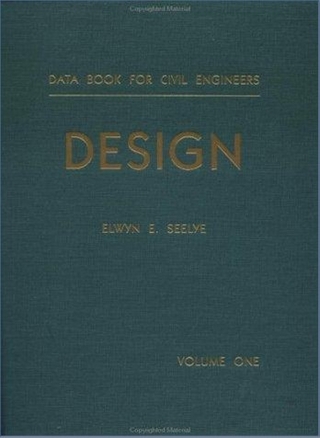 DATA BOOK FOR CIVIL ENGINEERS
DESIGN
ELWYN E. SEELYE
VOLUME ONE